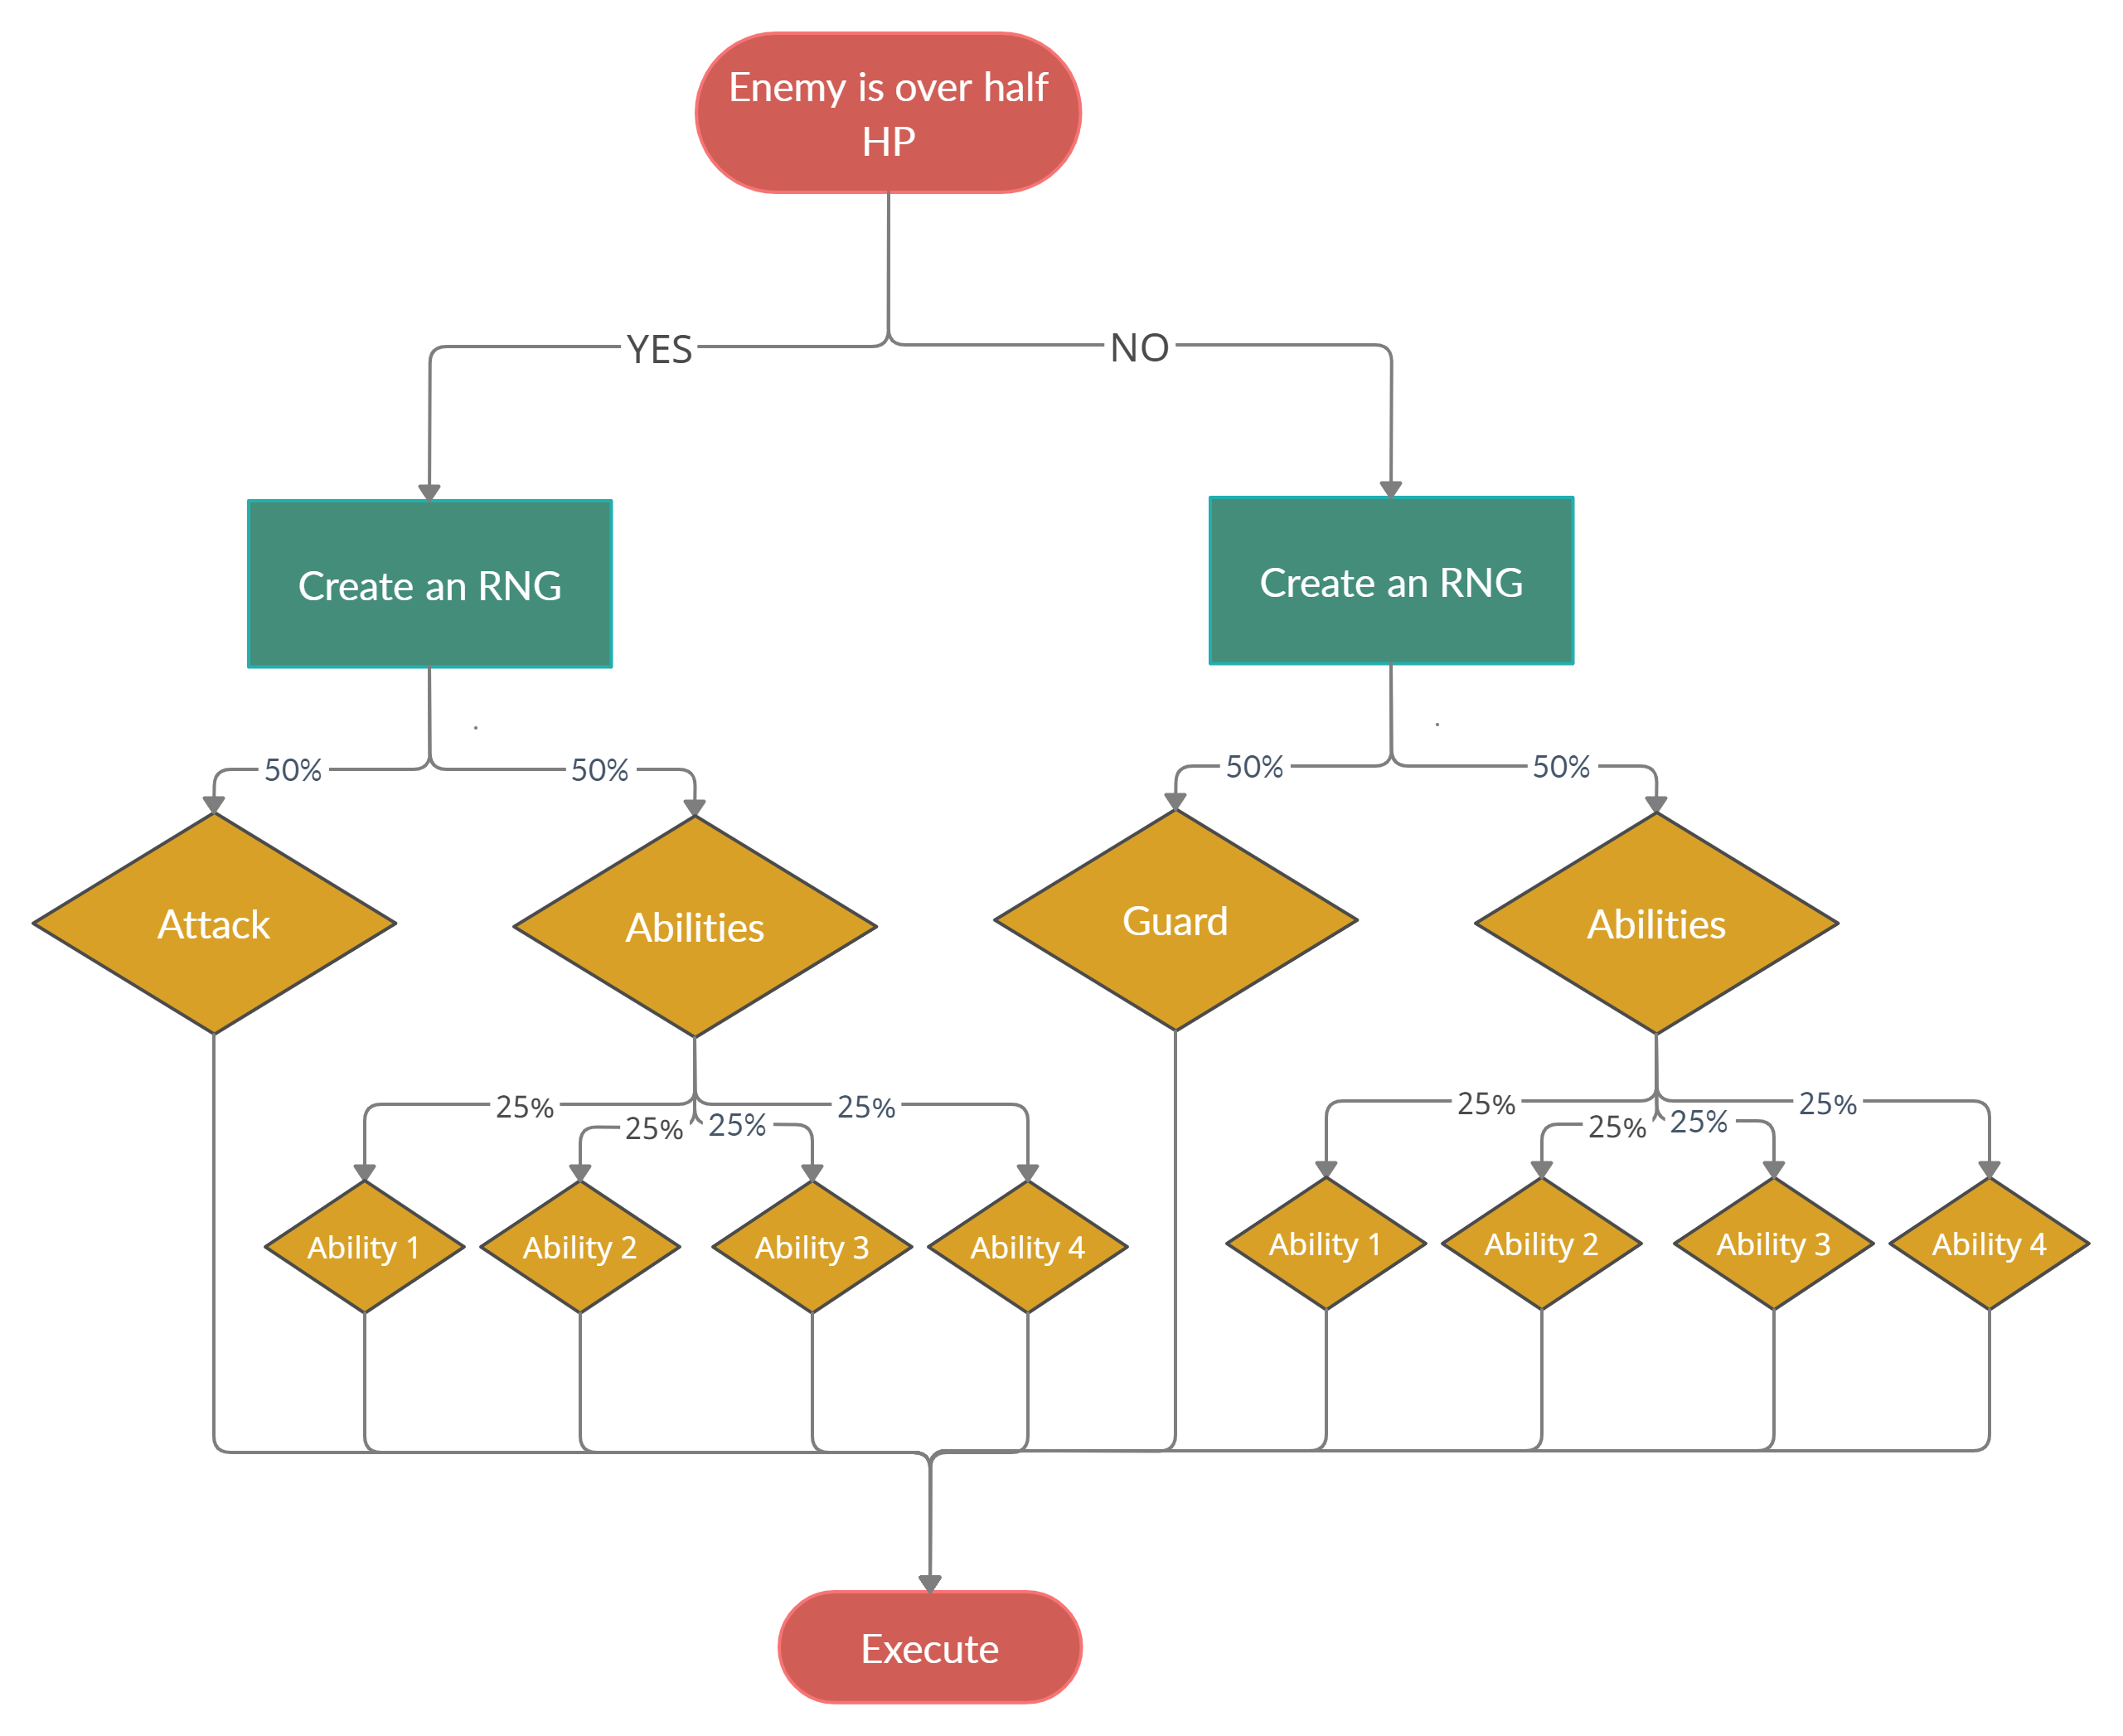 Enemy is over half
HP
YES
NO
Create an RNG
Create an RNG
50%
50%
50%
50%
Attack
Abilities
Guard
Abilities
25%
25%
25%
25%
25%
25%
25%
25%
Ability 1
Ability 2
Ability 3
Ability 4
Ability 1
Ability 2
Ability 3
Ability 4
Execute